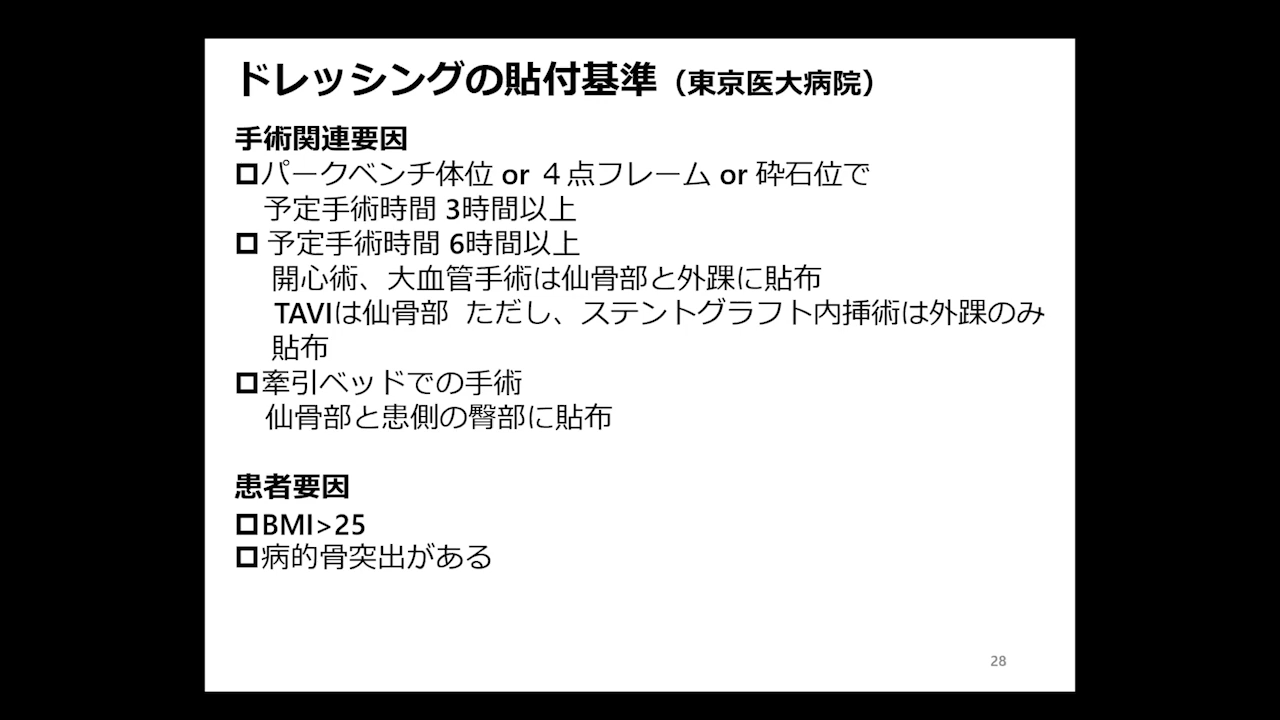 ドレッシングの貼付基準（東京医大病院）
手術関連要因
□パークベンチ体位 or ４点フレーム or 砕石位で
予定手術時間 3時間以上
□ 予定手術時間 6時間以上
開心術、大血管手術は仙骨部と外踝に貼布
TAVIは仙骨部 ただし、ステントグラフト内挿術は外踝のみ
貼布
□牽引ベッドでの手術
仙骨部と患側の臀部に貼布
患者要因
□BMI>25
□病的骨突出がある
28